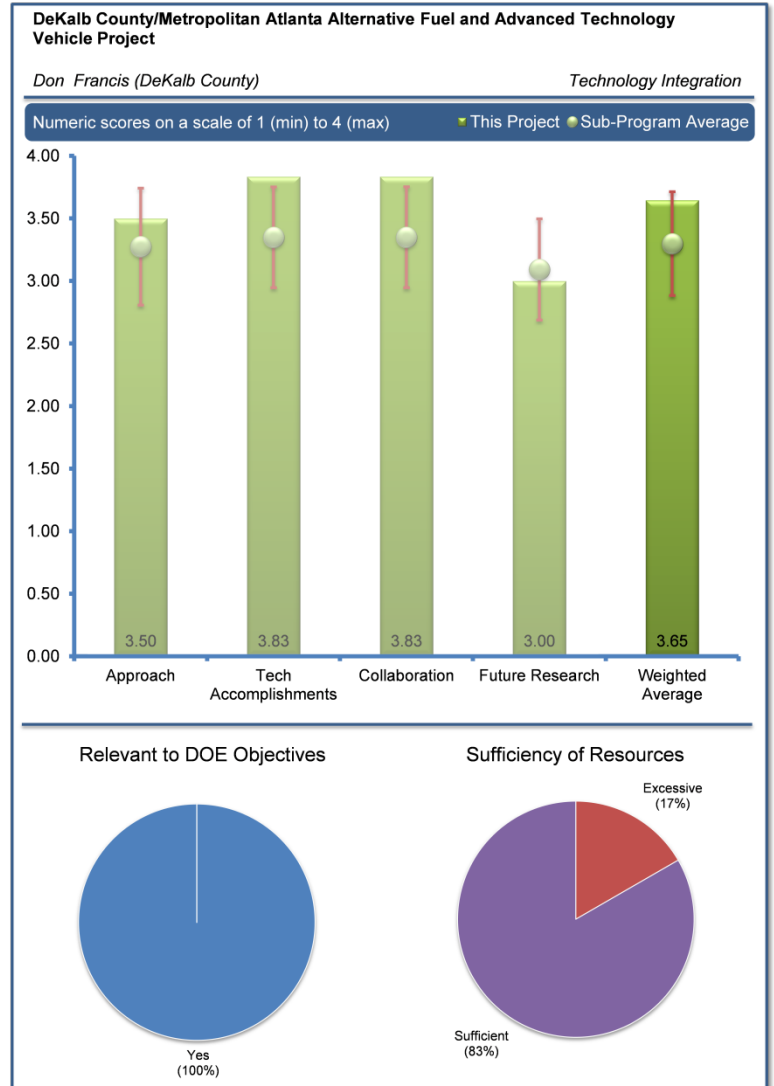 DeKalb County/Metropolitan Atlanta Alternative Fuel and Advanced Technology
Vehicle Project
Don Francis (DeKalb County) Technology Integration
Numeric scores on a scale of 1 (min) to 4 (max) This Project Sub-Program Average
4.00
3.50
3.00
2.50
2.00
1.50
1.00
0.50
0.00
3.50 3.83 3.83 3.00 3.65
Approach Tech Collaboration Future Research Weighted
Accomplishments Average
Relevant to DOE Objectives Sufficiency of Resources
Excessive
(17%)
Sufficient
(83%)
Yes
(100%)